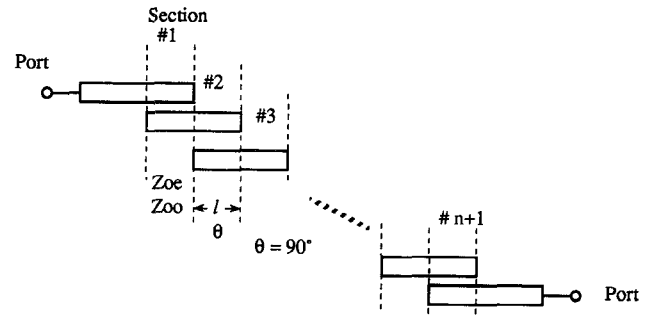 Section
#1
Port
#2
#3
Zoe
Zoo
l
θ
θ = 90°
# n+1
Port